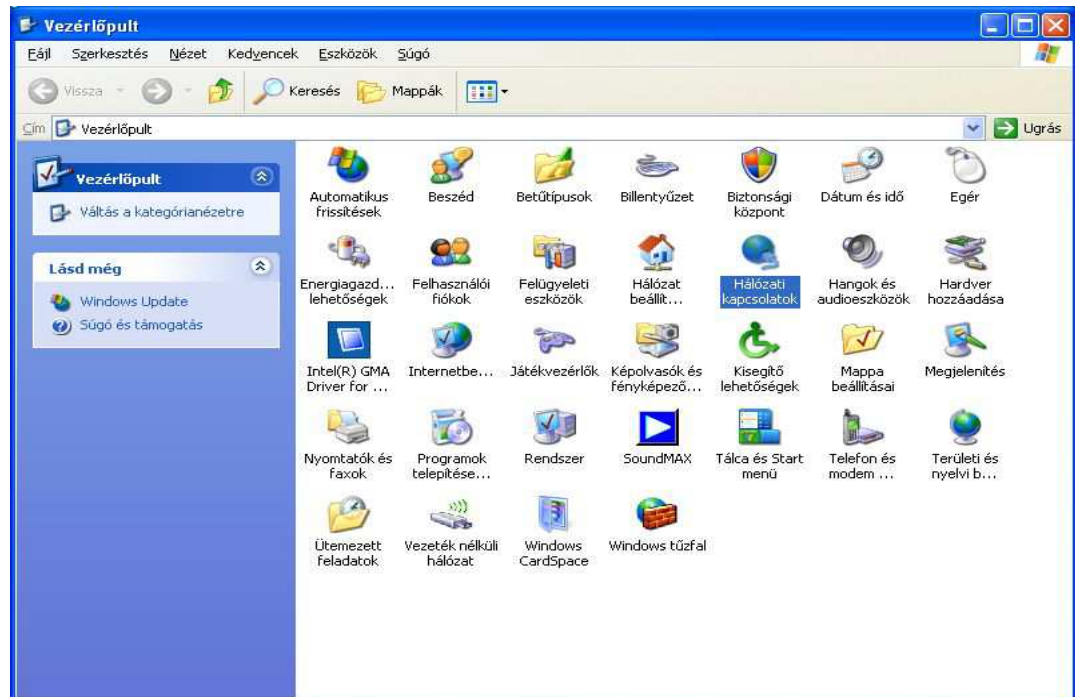 Vezérlőpult
Fájl Szerkesztés Nézet Kedvencek Eszközök Súgó
Vissza Keresés Mappák
Cím Vezérlőpult Ugrás
Vezérlőpult
Váltás a kategórianézetre
Lásd még
Windows Update
Súgó és támogatás
Automatikus frissítések
Beszéd
Betűtípusok
Billentyűzet
Biztonsági központ
Dátum és idő
Egér
Energiagazd... lehetőségek
Felhasználói fiókok
Felügyeleti eszközök
Hálózat beállít...
Hálózati kapcsolatok
Hangok és audioeszközök
Hardver hozzáadása
Intel(R) GMA Driver for ...
Internetbe...
Játékvezérlők
Képolvasók és fényképező...
Kisegítő lehetőségek
Mappa beállításai
Megjelenítés
Nyomtatók és faxok
Programok telepítése...
Rendszer
SoundMAX
Tálca és Start menü
Telefon és modem ...
Területi és nyelvi b...
Ütemezett feladatok
Vezeték nélküli hálózat
Windows CardSpace
Windows tűzfal